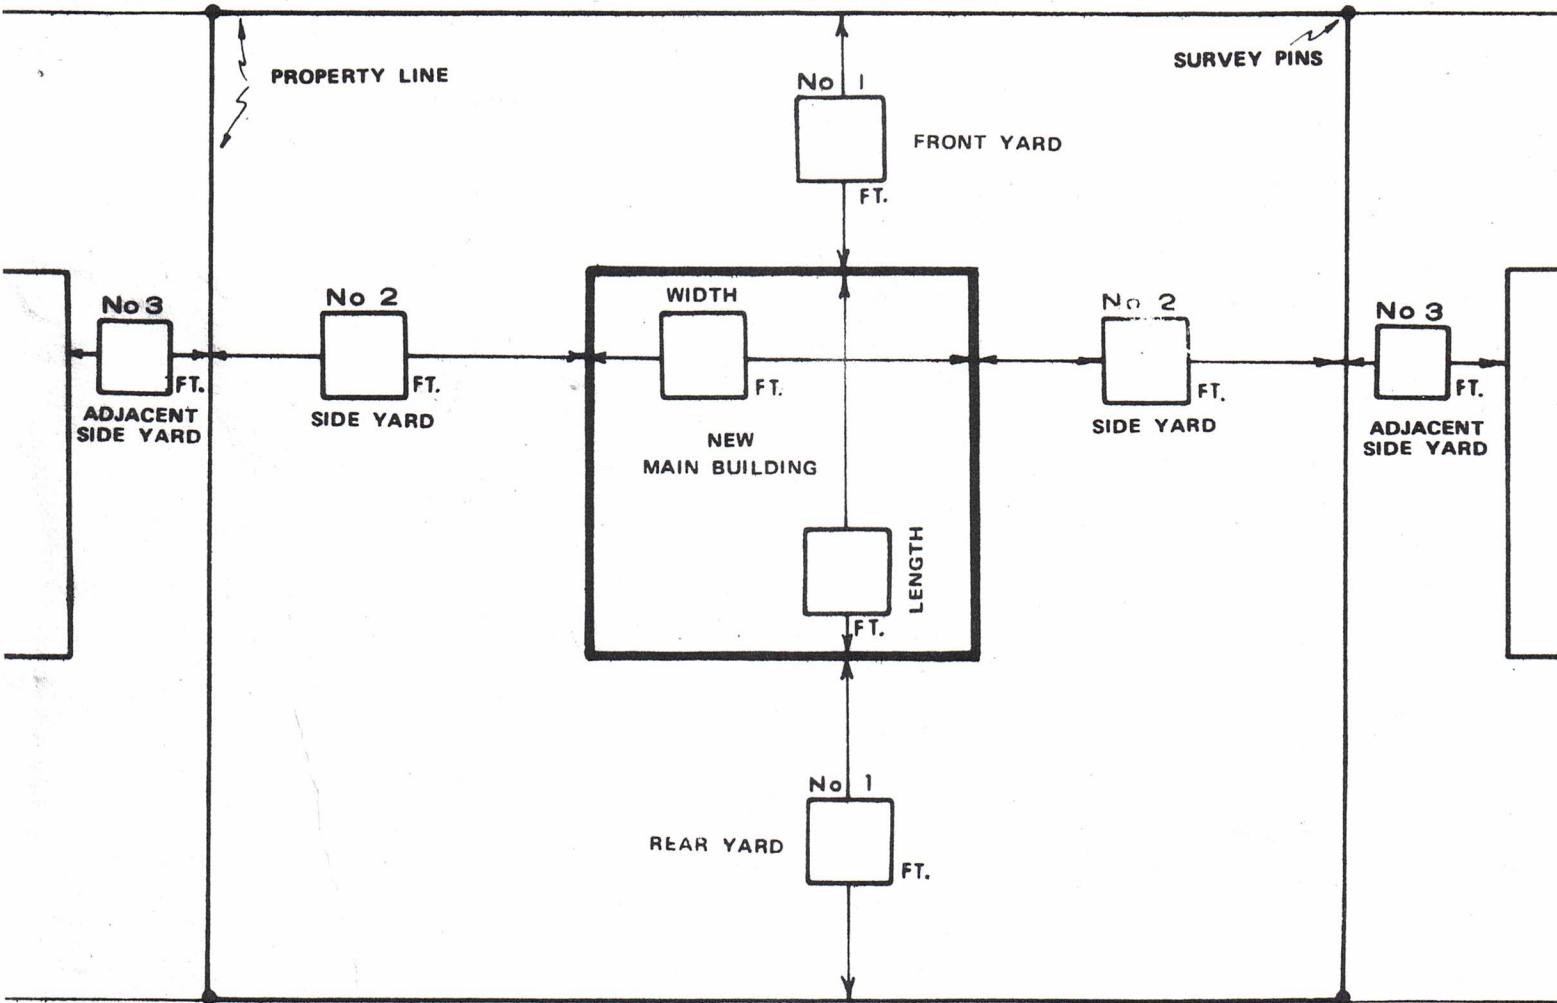 PROPERTY LINE
SURVEY PINS
No 1
FRONT YARD
FT.
No 3
FT.
ADJACENT
SIDE YARD
No 2
FT.
SIDE YARD
WIDTH
FT.
NEW
MAIN BUILDING
LENGTH
FT.
No 2
FT.
SIDE YARD
No 3
FT.
ADJACENT
SIDE YARD
No 1
REAR YARD
FT.